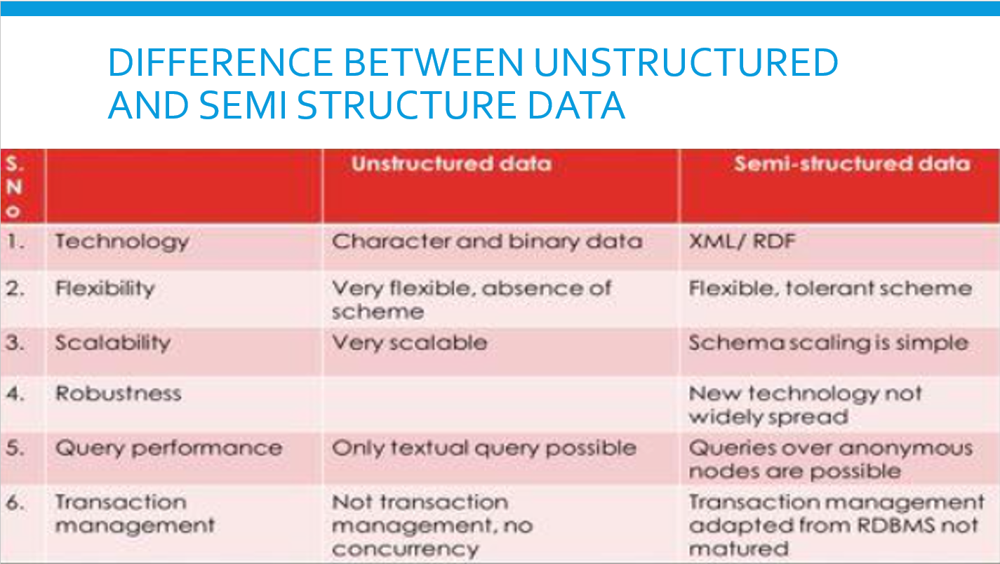 DIFFERENCE BETWEEN UNSTRUCTURED
AND SEMI STRUCTURE DATA
S.
N
o
Unstructured data
Semi-structured data
1.
Technology
Character and binary data
XML/ RDF
2.
Flexibility
Very flexible, absence of
scheme
Flexible, tolerant scheme
3.
Scalability
Very scalable
Schema scaling is simple
4.
Robustness
New technology not
widely spread
5.
Query performance
Only textual query possible
Queries over anonymous
nodes are possible
6.
Transaction
management
Not transaction
management, no
concurrency
Transaction management
adapted from RDBMS not
matured